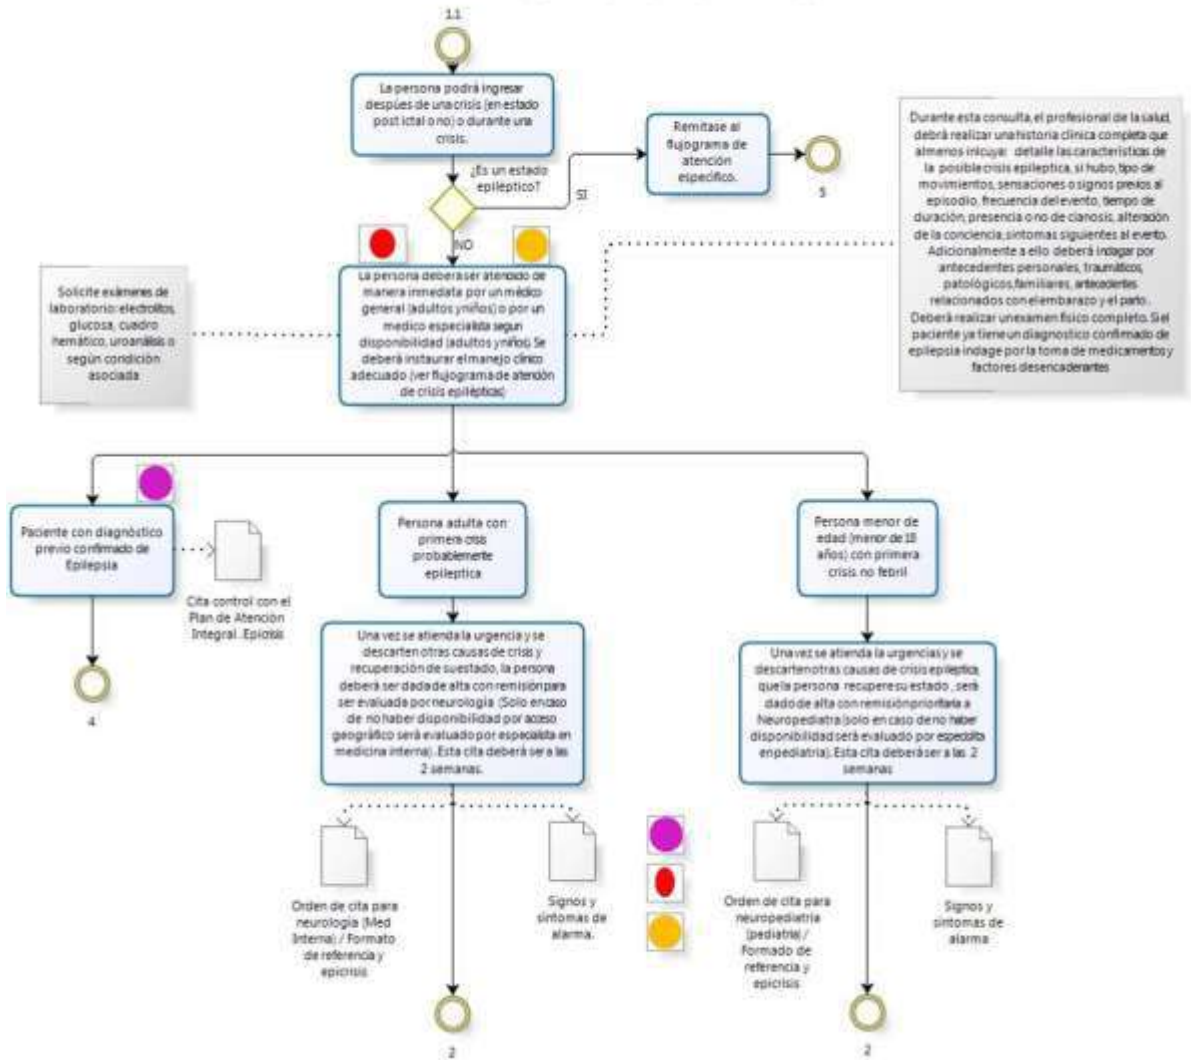 1.1
La persona podrá ingresar
despúes de una crisis (en estado
post ictal o no) o durante una
crisis.
¿Es un estado
epiléptico?
SI
Remítase al
flujograma de
atención
específico.
5
NO
Durante esta consulta, el profesional de la salud,
debrá realizar una historia clínica completa que
almenos inlcuya: detalle las características de
la posible crisis epileptica, si hubo, tipo de
movimientos, sensaciones o signos previos al
episodio, frecuencia del evento, tiempo de
duración, presencia o no de cianosis, alteración
de la conciencia, sintomas siguientes al evento.
Adicionalmente a ello deberá indagar por
antecedentes personales, traumáticos,
patológicos, familiares, antecedentes
relacionados con el embarazo y el parto.
Deberá realizar un examen físico completo. Si el
paciente ya tiene un diagnostico confirmado de
epilepsia indage por la toma de medicamentos y
factores desencadenantes
Solicite exámenes de
laboratorio: electrolitos,
glucosa, cuadro
hemático, uroanálisis o
según condición
asociada
La persona deberá ser atendido de
manera inmedata por un médico
general (adultos y niños) o por un
medico especialista segun
disponibilidad (adultos y niños). Se
deberá instaurar el manejo clínico
adecuado (ver flujograma de atención
de crisis epilépticas)
Paciente con diagnóstico
previo confirmado de
Epilepsia
Cita control con el
Plan de Atención
Integral. Epicrisis
4
Persona adulta con
primera crisis
probablemente
epileptica
Persona menor de
edad (menor de 18
años) con primera
crisis no febril
Una vez se atienda la urgencia y se
descarten otras causas de crisis y
recuperación de su estado, la persona
deberá ser dada de alta con remisión para
ser evaluada por neurología (Solo en caso
de no haber disponibilidad por acceso
geográfico será evaluado por especialista en
medicina interna). Esta cita deberá ser a las
2 semanas.
Una vez se atienda la urgencias y se
descarten otras causas de crisis epiléptica,
que la persona recupere su estado, será
dado de alta con remisión prioritaria a
Neuropediatra (solo en caso de no haber
disponibilidad será evaluado por especialita
en pediatria). Esta cita deberá ser a las 2
semanas
Orden de cita para
neurología (Med
Interna) / Formato
de referencia y
epicrisis
Signos y
síntomas de
alarma.
Orden de cita para
neuropediatría
(pediatría) /
Formado de
referencia y
epicrisis
Signos y
síntomas de
alarma
2
2